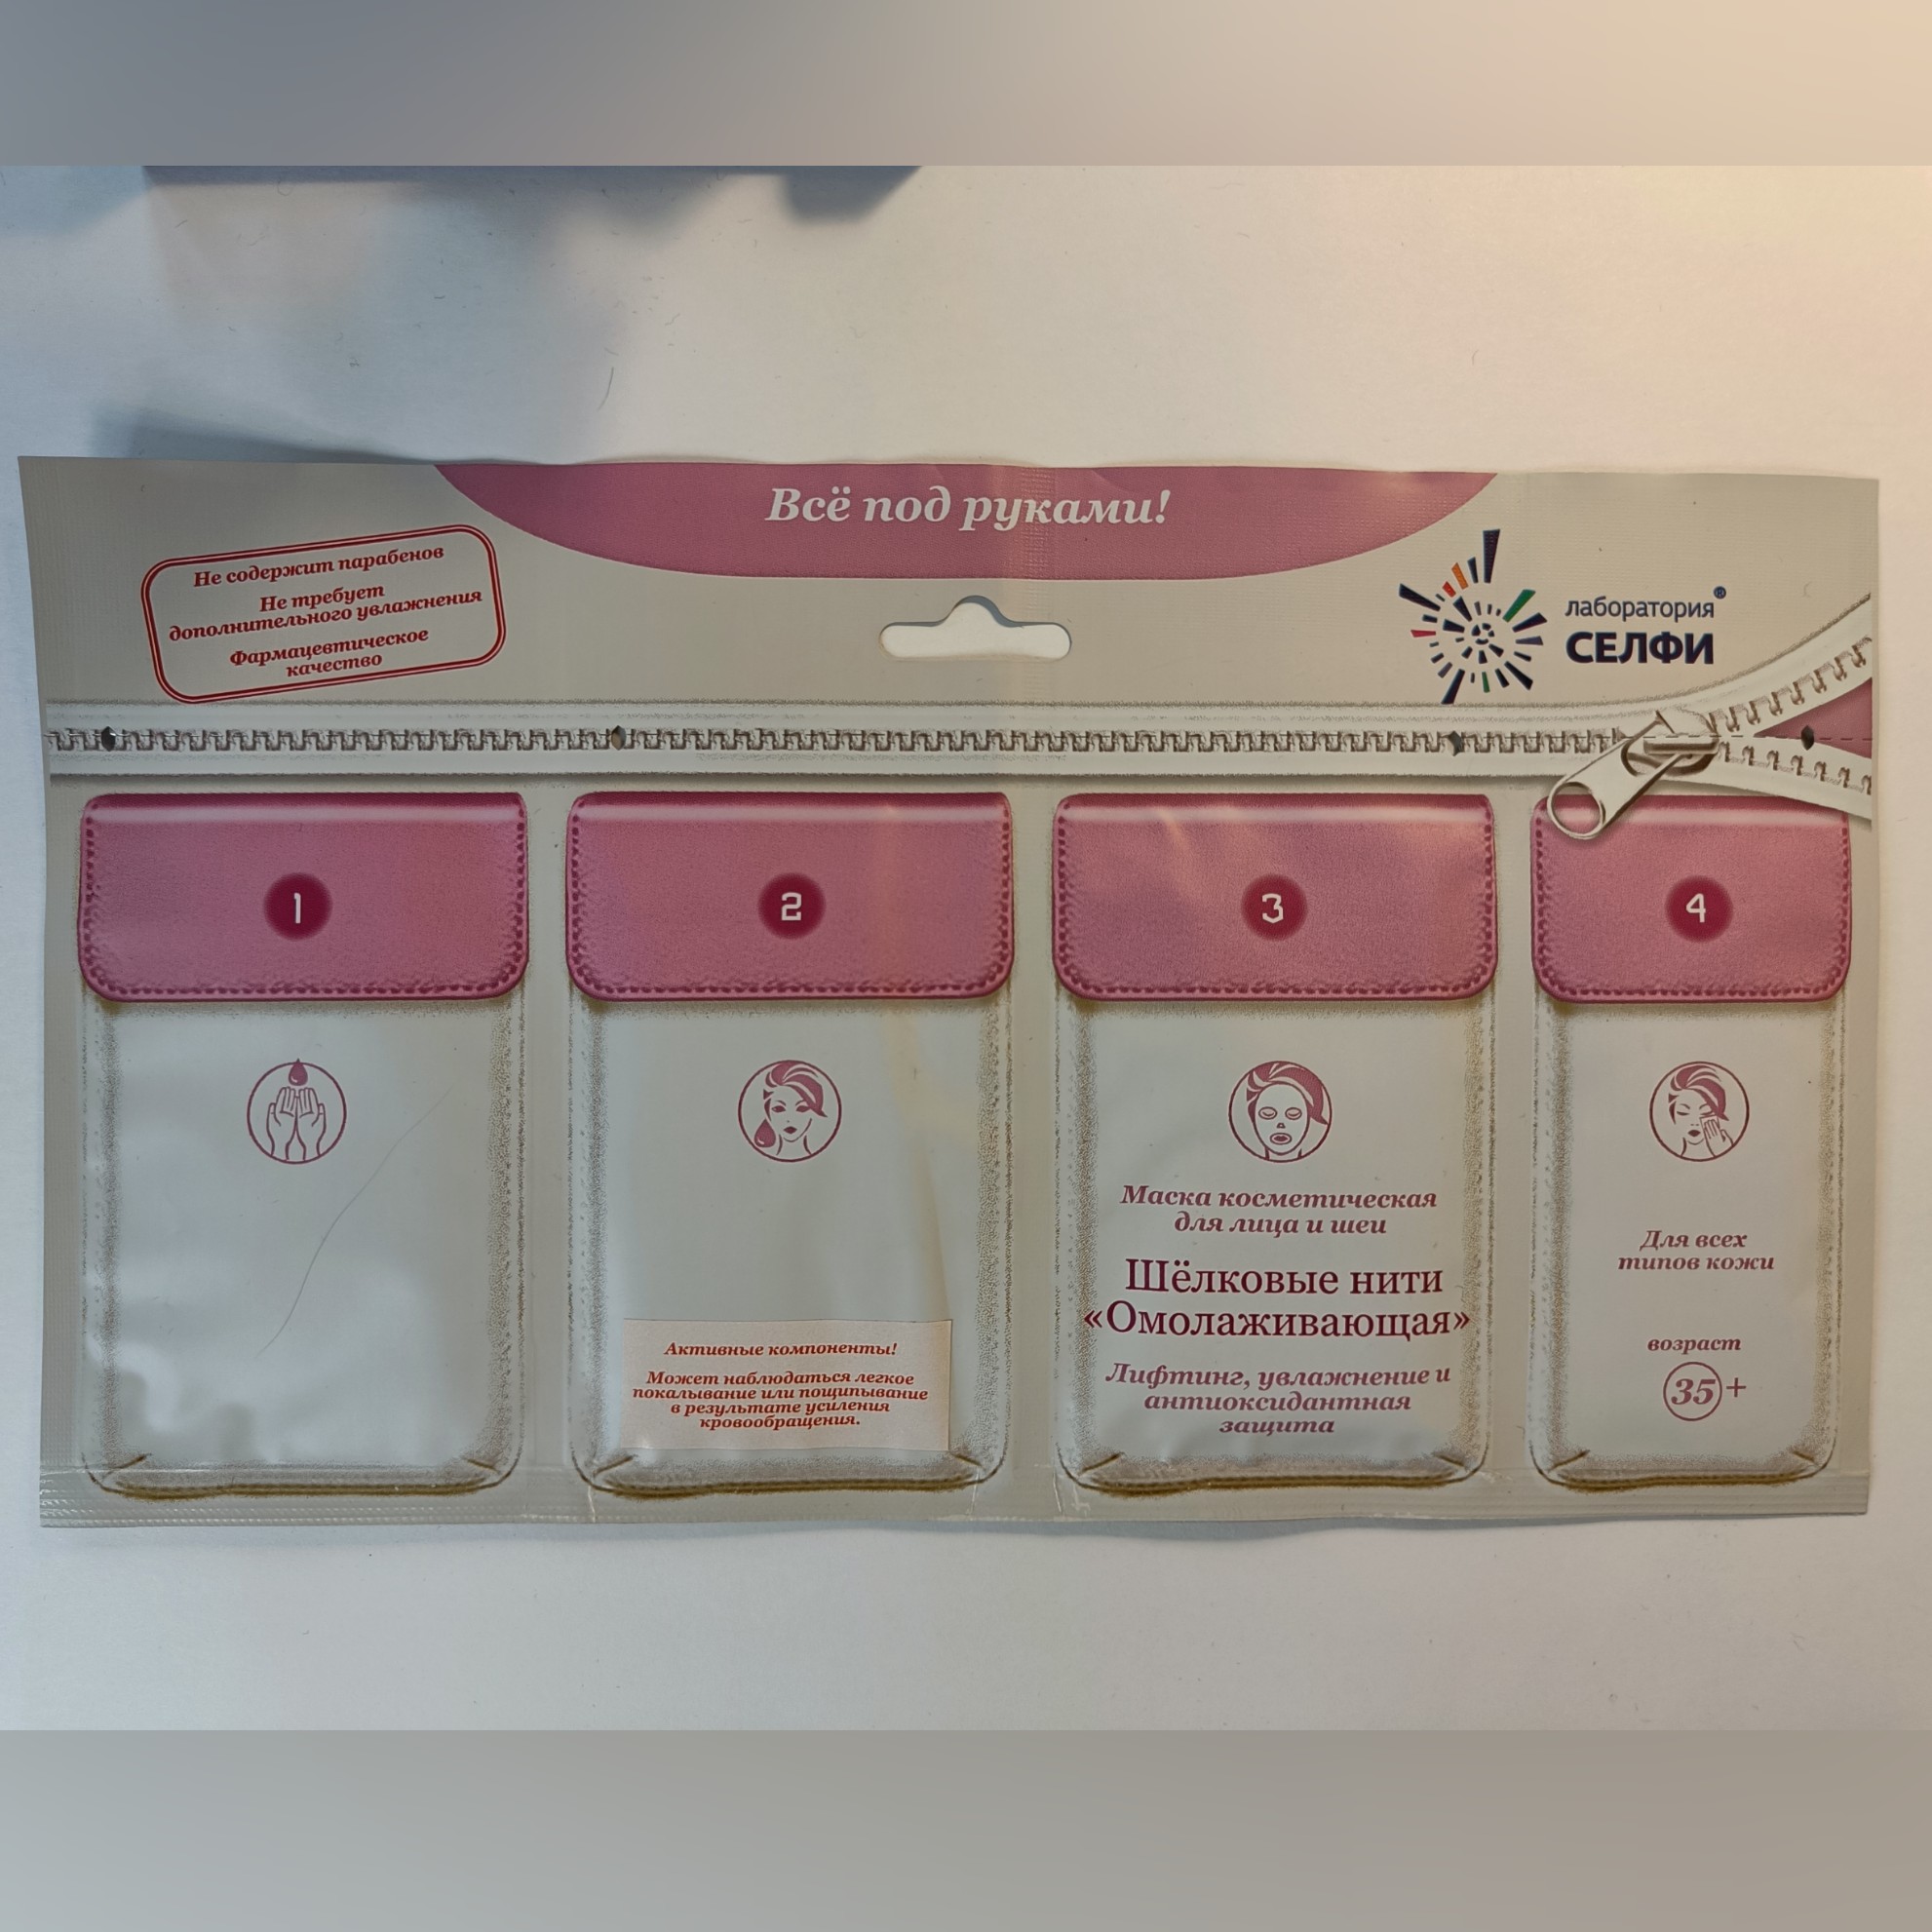 Всё под руками!
Не содержит парабенов
Не требует
дополнительного увлажнения
Фармацевтическое
качество
лаборатория®
СЕЛФИ
1
2
Активные компоненты!
Может наблюдаться легкое
покалывание или пощипывание
в результате усиления
кровообращения.
3
Маска косметическая
для лица и шеи
Шёлковые нити
«Омолаживающая»
Лифтинг, увлажнение и
антиоксидантная
защита
4
Для всех
типов кожи
возраст
35+